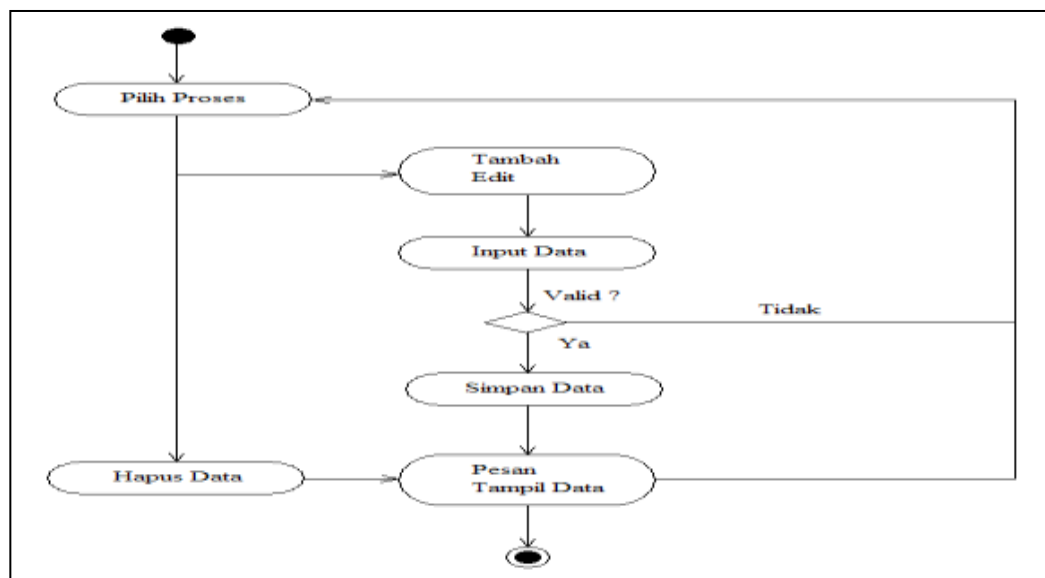 Pilih Proses
Tambah
Edit
Input Data
Valid ?
Tidak
Ya
Simpan Data
Hapus Data
Pesan
Tampil Data